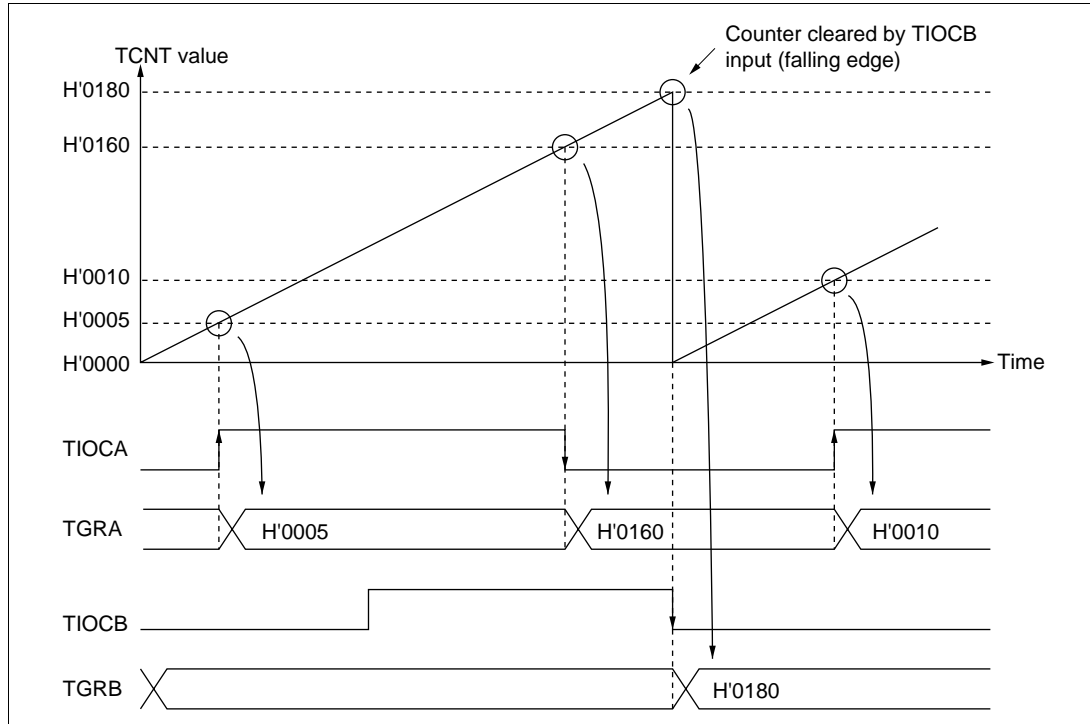 Counter cleared by TIOCB
input (falling edge)
TCNT value
H'0180
H'0160
H'0010
H'0005
H'0000
Time
TIOCA
TGRA
H'0005
H'0160
H'0010
TIOCB
TGRB
H'0180